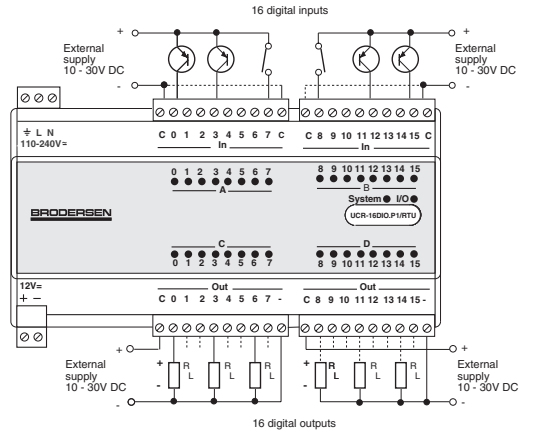 16 digital inputs
+ +
External supply 10 - 30V DC
External supply 10 - 30V DC
- -
⏚ L N
110-240V=
C 0 1 2 3 4 5 6 7 C
In
C 8 9 10 11 12 13 14 15 C
In
0 1 2 3 4 5 6 7
A
8 9 10 11 12 13 14 15
B
System I/O
BRODERSEN
UCR-16DIO.P1/RTU
C
0 1 2 3 4 5 6 7
D
8 9 10 11 12 13 14 15
12V=
+ −
Out
C 0 1 2 3 4 5 6 7 -
Out
C 8 9 10 11 12 13 14 15 -
+ +
External supply 10 - 30V DC
+ R L R L R L
-
+ R L R L R L
-
External supply 10 - 30V DC
- -
16 digital outputs